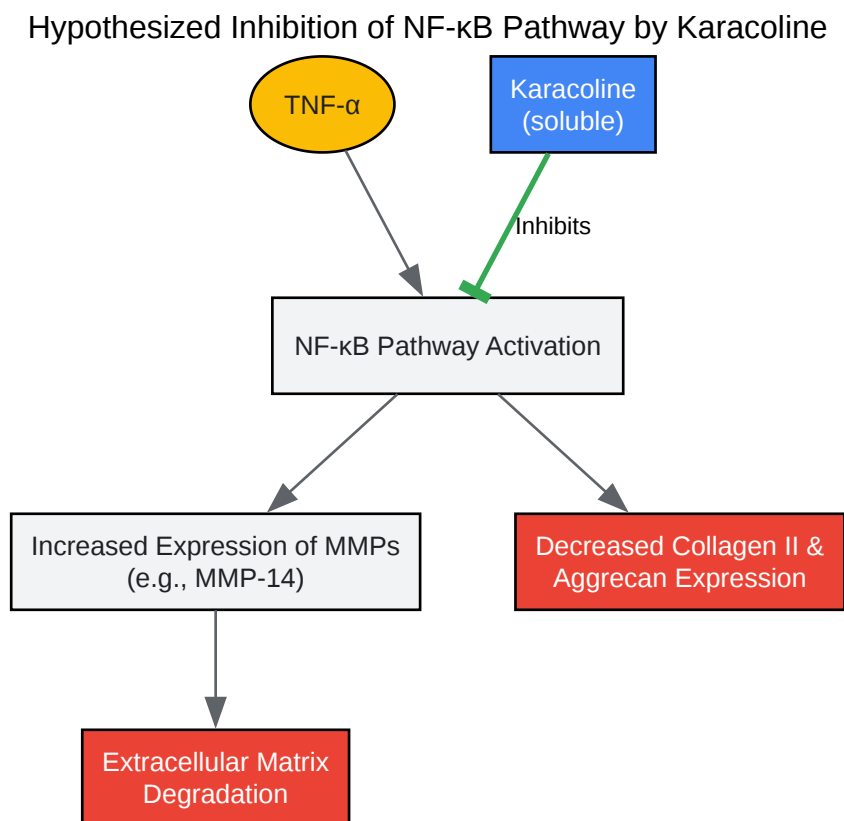 Hypothesized Inhibition of NF-κB Pathway by Karacoline
TNF-α
Karacoline
(soluble)
Inhibits
NF-κB Pathway Activation
Increased Expression of MMPs
(e.g., MMP-14)
Decreased Collagen II &
Aggrecan Expression
Extracellular Matrix
Degradation